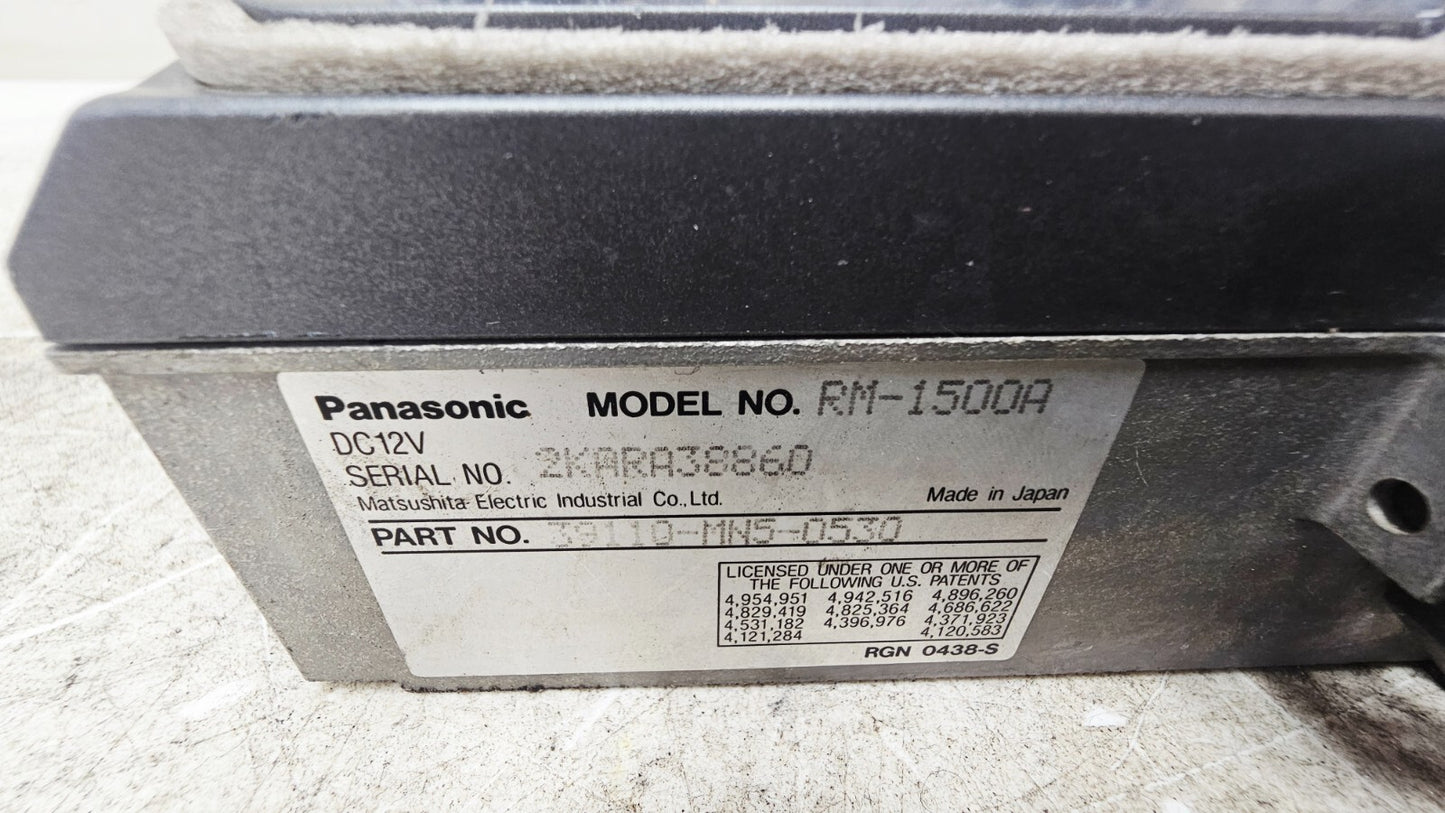 Panasonic MODEL NO. RM-1500A
DC12V
SERIAL NO. 2KARA38860
Matsushita Electric Industrial Co., Ltd. Made in Japan
PART NO. 39110-MN5-0530
LICENSED UNDER ONE OR MORE OF
THE FOLLOWING U.S. PATENTS
4,954,951 4,942,516 4,896,260
4,829,419 4,825,364 4,686,622
4,531,182 4,396,976 4,371,923
4,121,284 4,120,583
RGN 0438-S